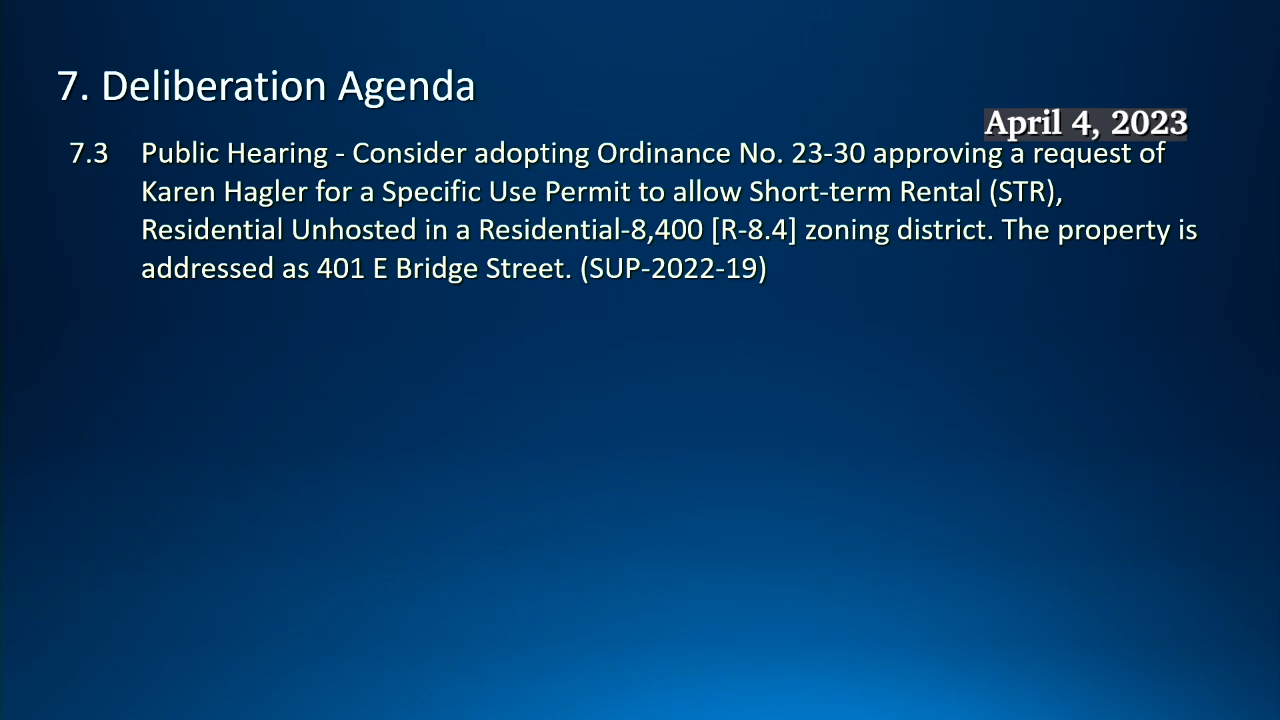 7. Deliberation Agenda
April 4, 2023
7.3 Public Hearing - Consider adopting Ordinance No. 23-30 approving a request of
Karen Hagler for a Specific Use Permit to allow Short-term Rental (STR),
Residential Unhosted in a Residential-8,400 [R-8.4] zoning district. The property is
addressed as 401 E Bridge Street. (SUP-2022-19)